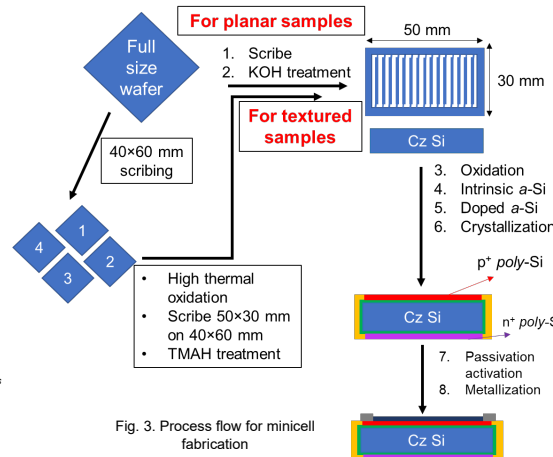 For planar samples
Full
size
wafer
1. Scribe
2. KOH treatment
50 mm
30 mm
For textured
samples
Cz Si
40×60 mm
scribing
1
2
3
4
• High thermal
oxidation
• Scribe 50×30 mm
on 40×60 mm
• TMAH treatment
3. Oxidation
4. Intrinsic a-Si
5. Doped a-Si
6. Crystallization
p+ poly-Si
Cz Si
n+ poly-S
7. Passivation
activation
8. Metallization
Cz Si
Fig. 3. Process flow for minicell
fabrication